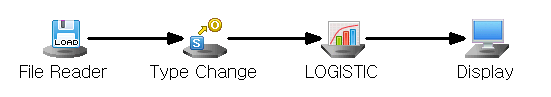 LOAD
S
O
File Reader
Type Change
LOGISTIC
Display